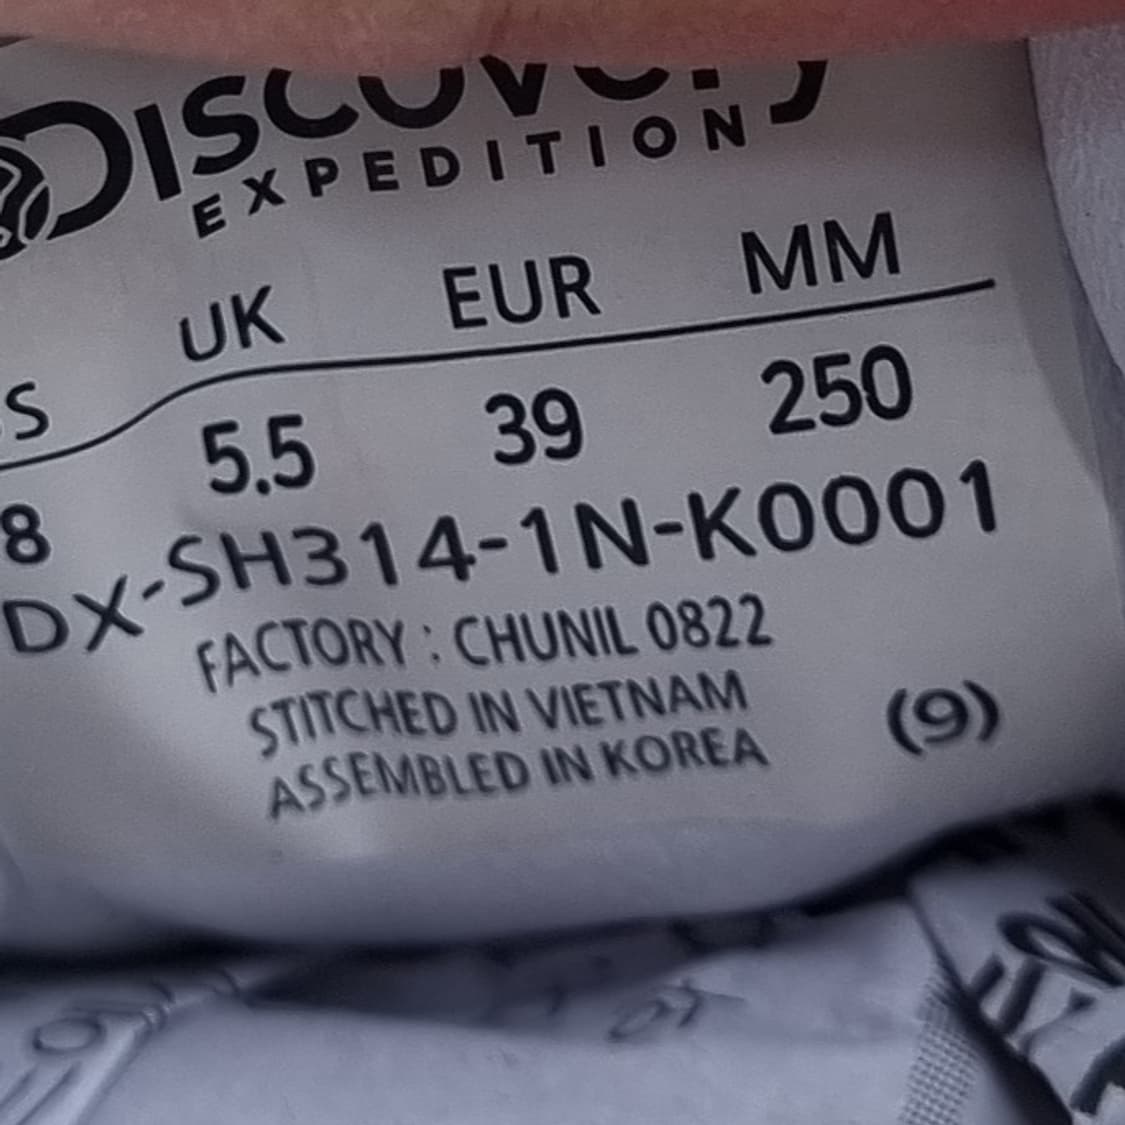 Discovery
EXPEDITION
S UK EUR MM
8 5.5 39 250
DX-SH314-1N-K0001
FACTORY : CHUNIL 0822
STITCHED IN VIETNAM
ASSEMBLED IN KOREA
(9)